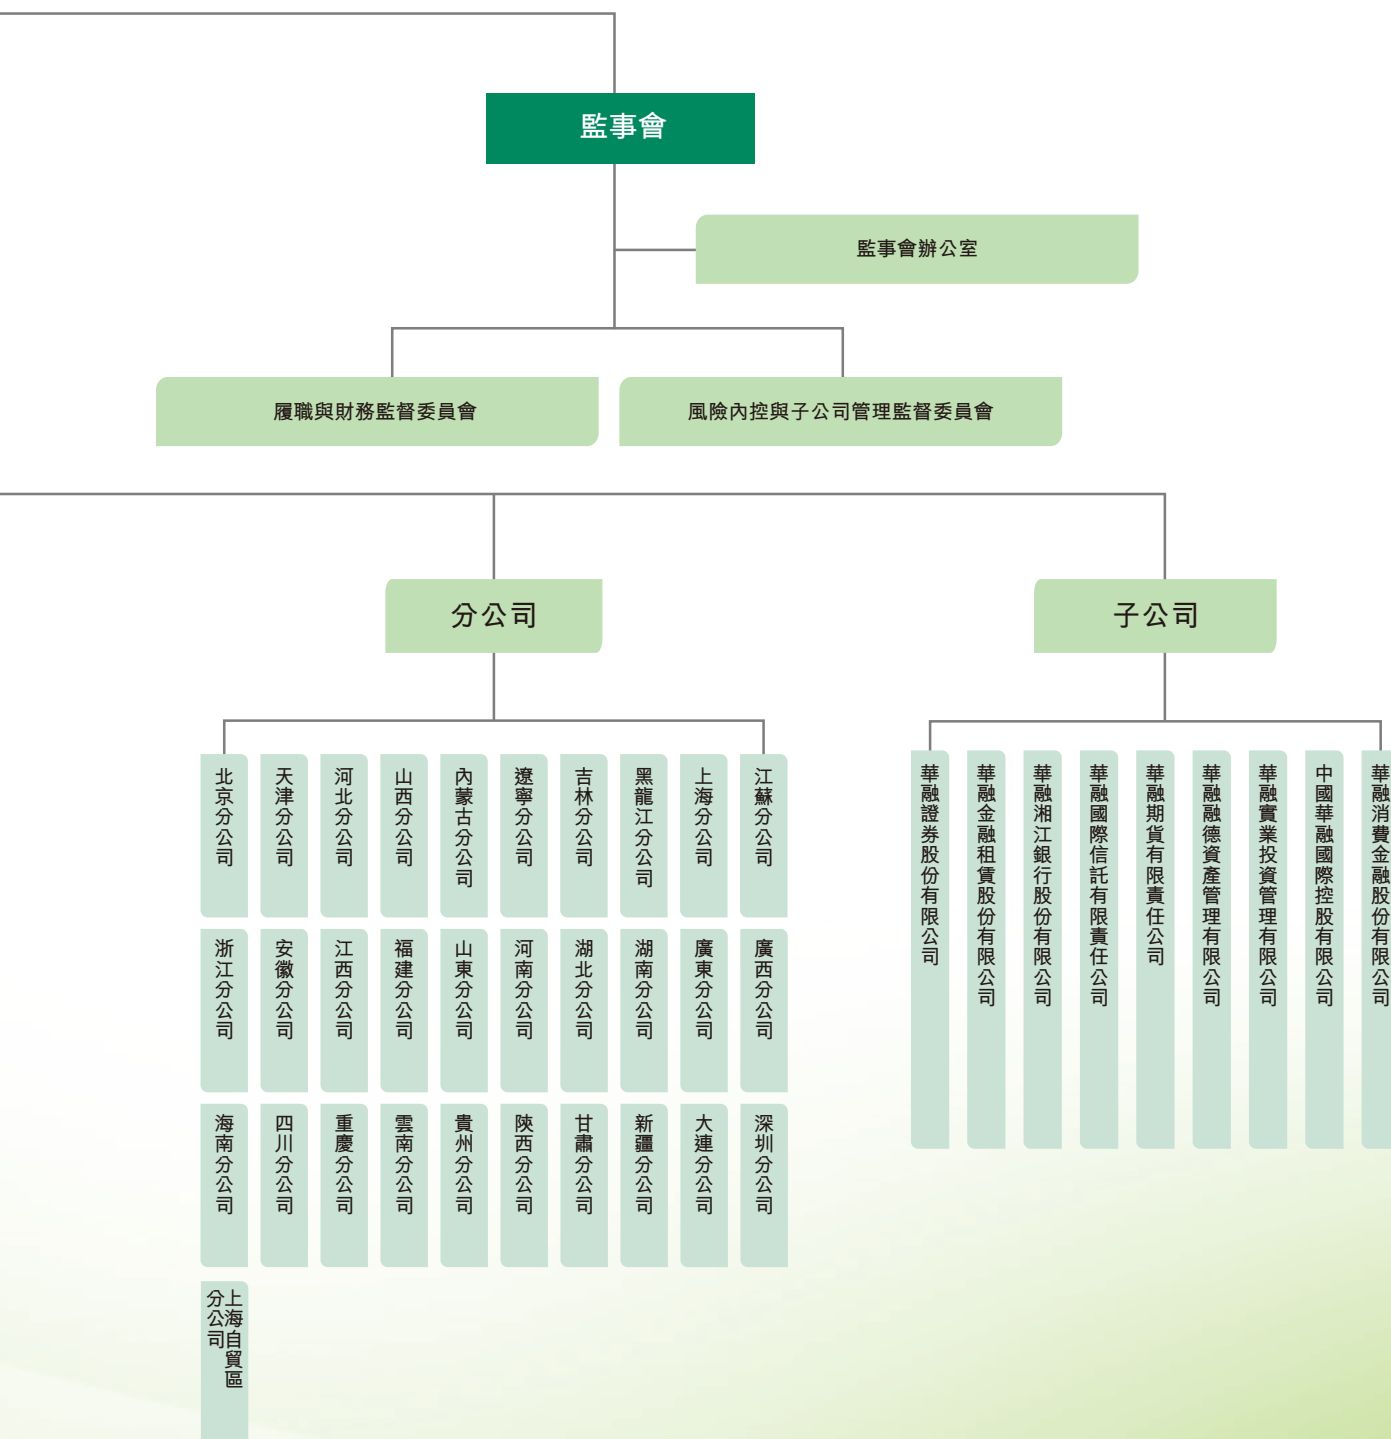 監事會
監事會辦公室
履職與財務監督委員會
風險內控與子公司管理監督委員會
分公司
子公司
北京分公司
天津分公司
河北分公司
山西分公司
內蒙古分公司
遼寧分公司
吉林分公司
黑龍江分公司
上海分公司
江蘇分公司
浙江分公司
安徽分公司
江西分公司
福建分公司
山東分公司
河南分公司
湖北分公司
湖南分公司
廣東分公司
廣西分公司
海南分公司
四川分公司
重慶分公司
雲南分公司
貴州分公司
陝西分公司
甘肅分公司
新疆分公司
大連分公司
深圳分公司
上海自貿區
分公司
華融證券股份有限公司
華融金融租賃股份有限公司
華融湘江銀行股份有限公司
華融國際信託有限責任公司
華融期貨有限責任公司
華融融德資產管理有限公司
華融實業投資管理有限公司
中國華融國際控股有限公司
華融消費金融股份有限公司